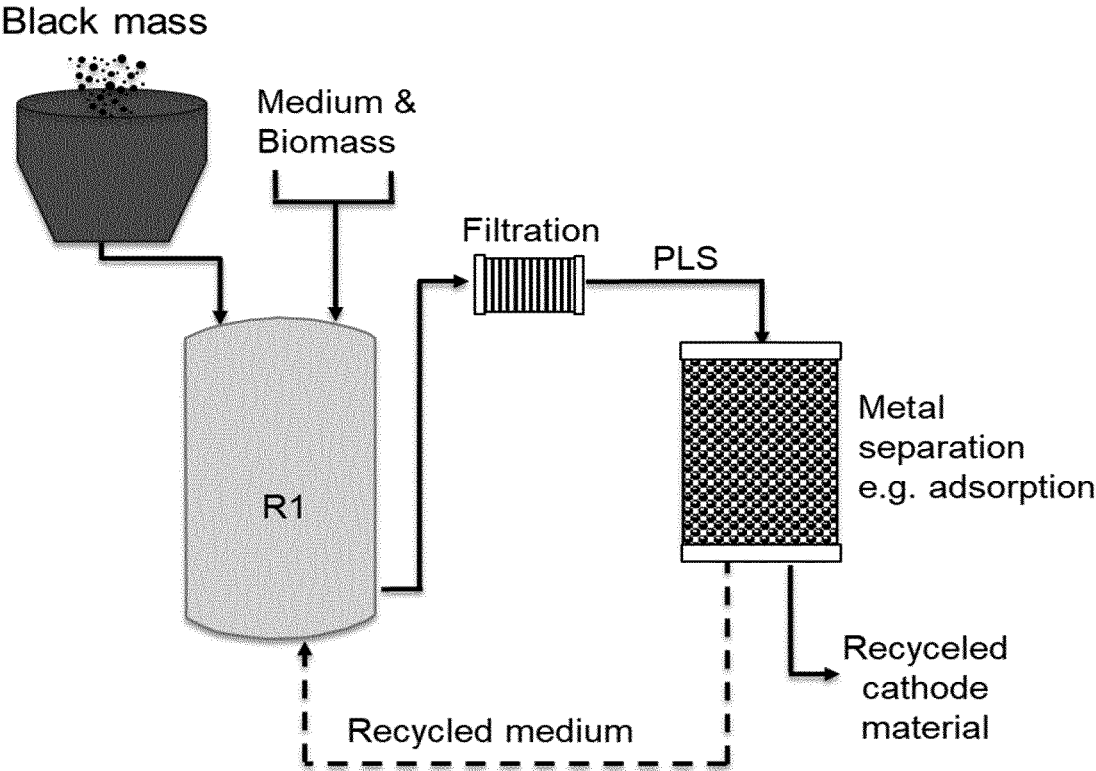 Black mass
Medium &
Biomass
Filtration
PLS
Metal
separation
e.g. adsorption
R1
Recyceled
cathode
material
Recycled medium